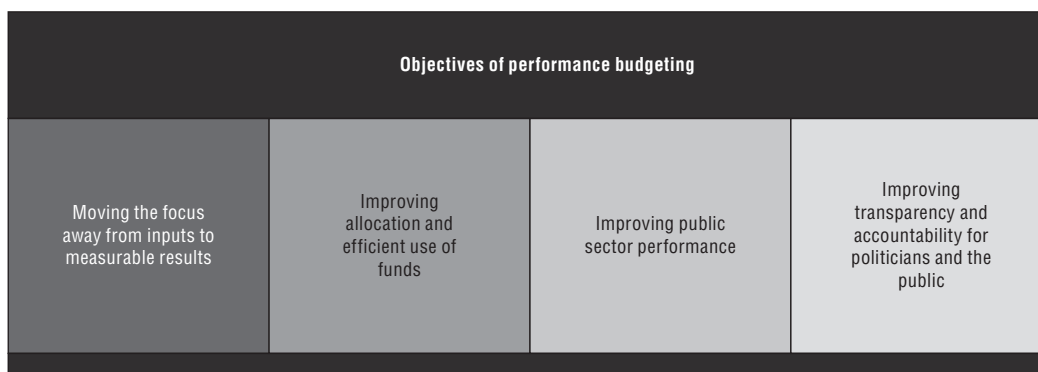 Objectives of performance budgeting
Moving the focus
away from inputs to
measurable results
Improving
allocation and
efficient use of
funds
Improving public
sector performance
Improving
transparency and
accountability for
politicians and the
public